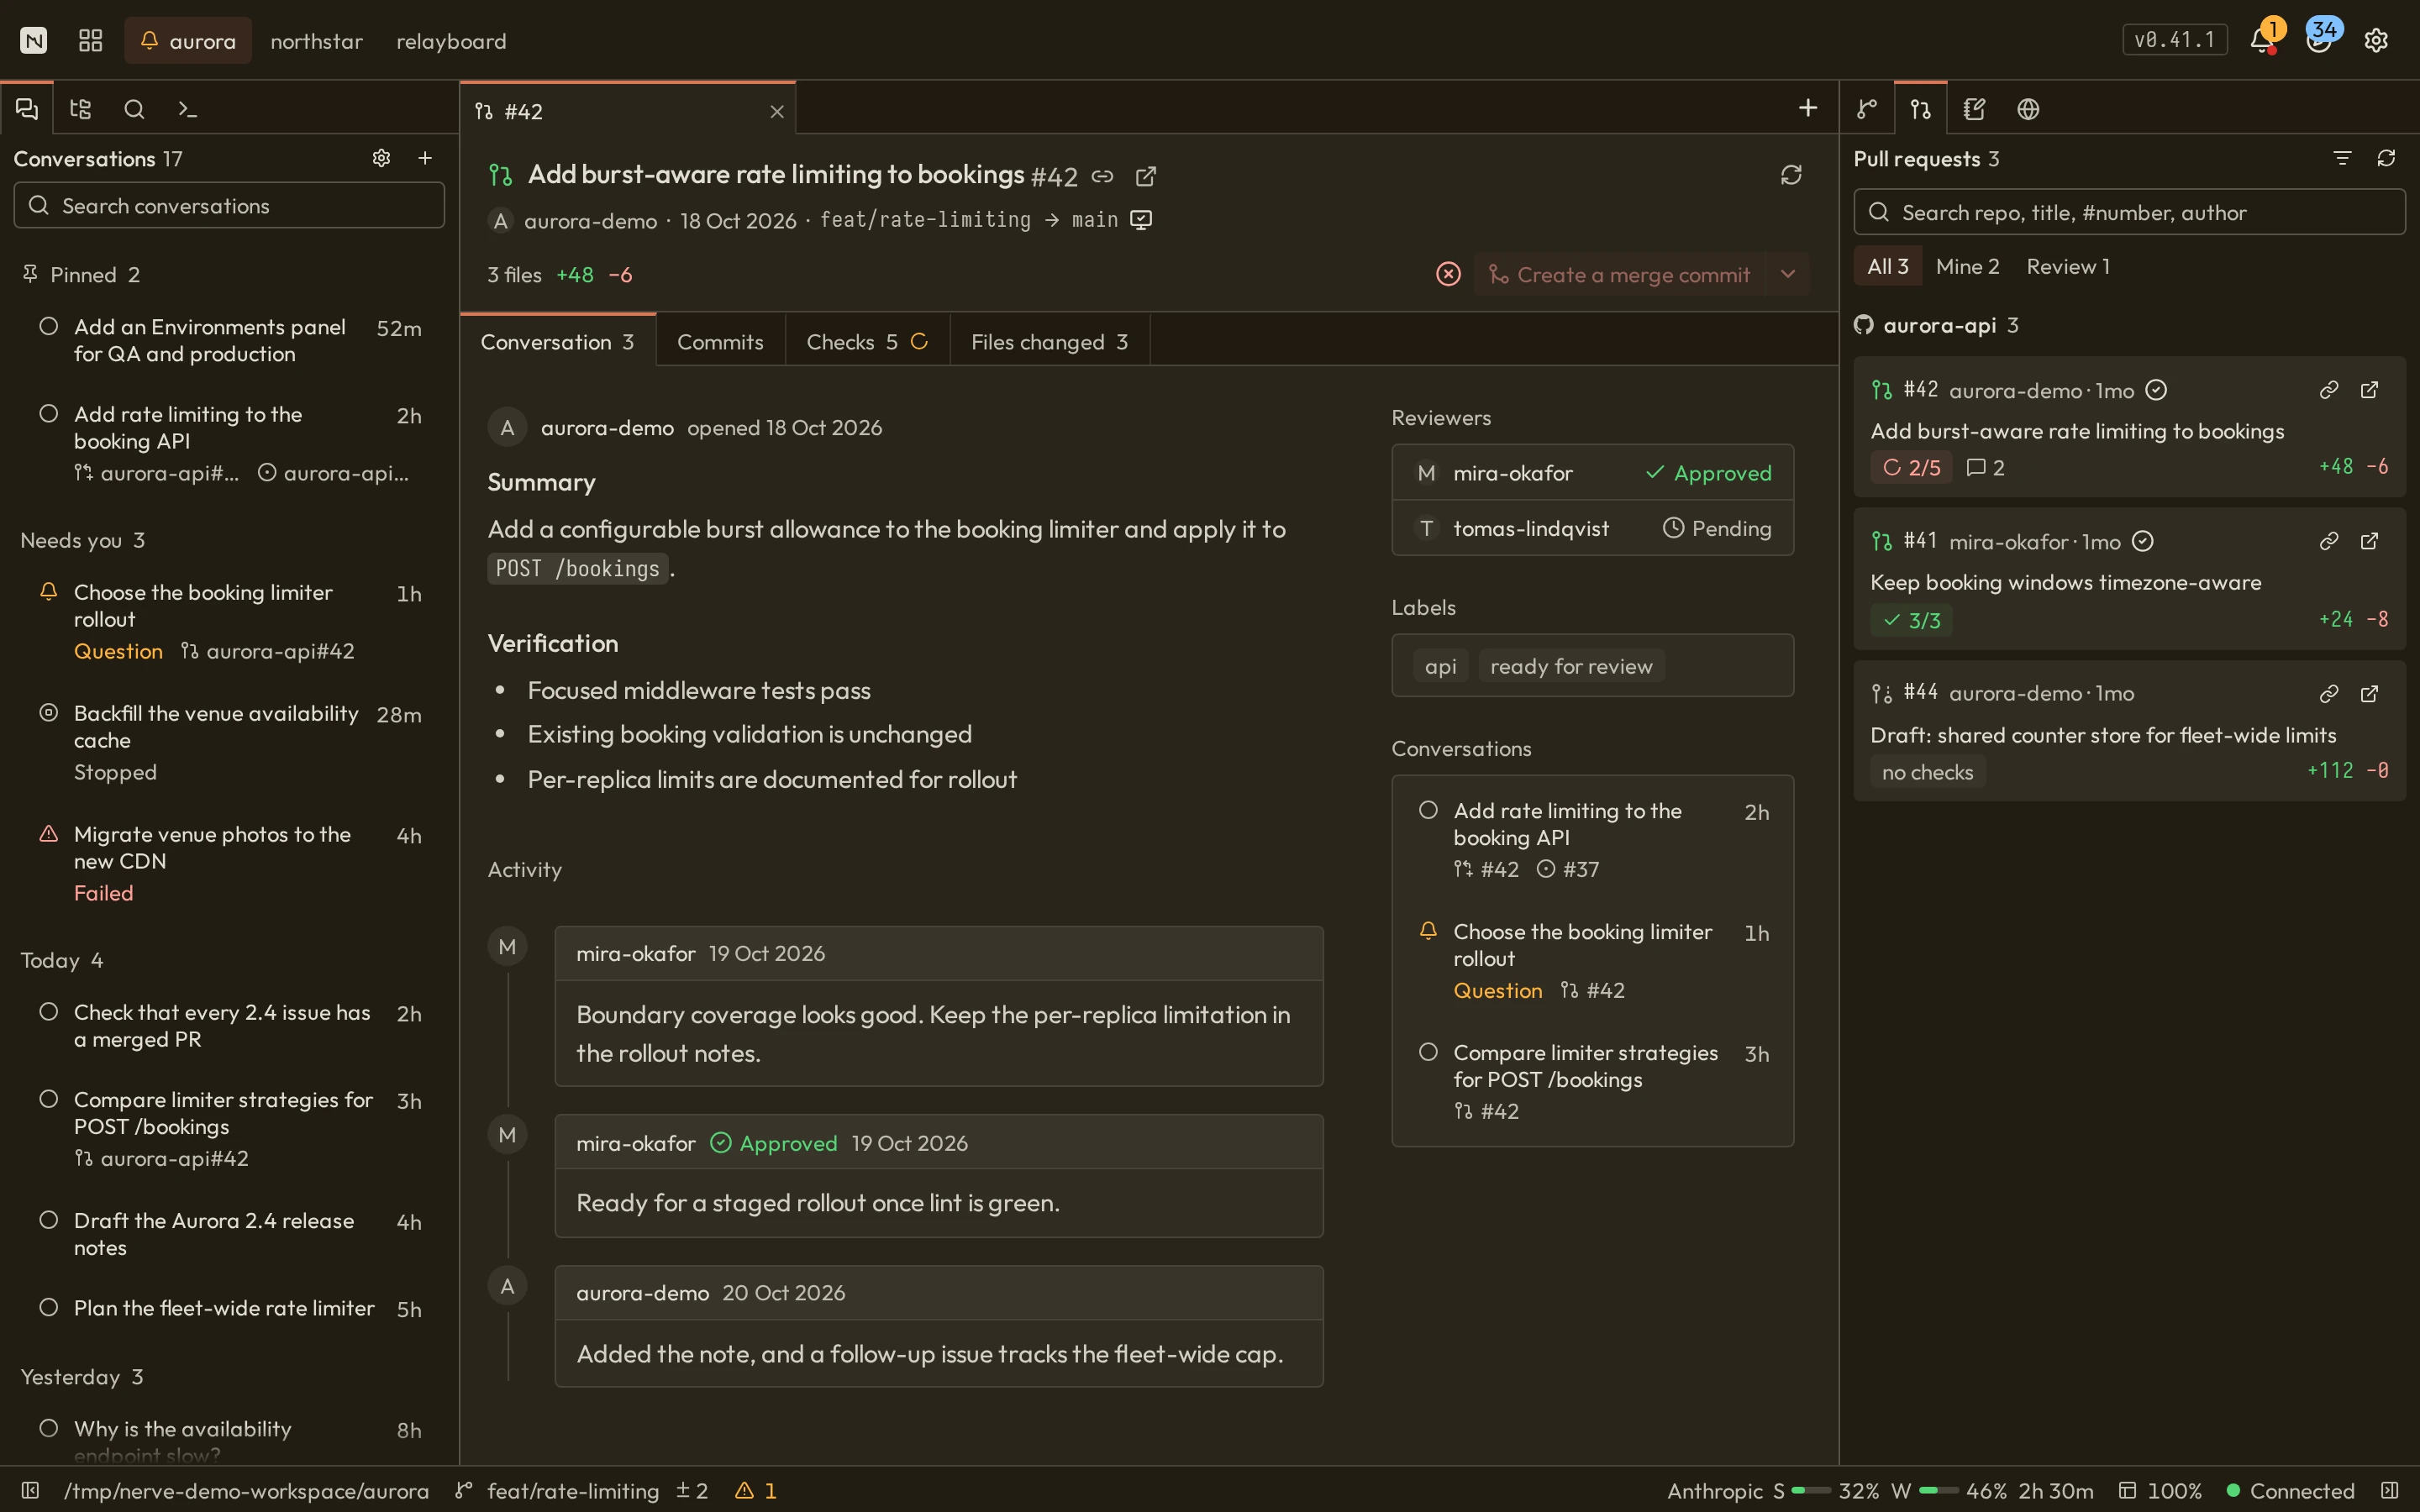 aurora
northstar
relayboard
v0.41.1
1
34
Conversations 17
Search conversations
Pinned 2
Add an Environments panel
for QA and production
52m
Add rate limiting to the
booking API
2h
aurora-api#...
aurora-api...
Needs you 3
Choose the booking limiter
rollout
1h
Question
aurora-api#42
Backfill the venue availability
cache
28m
Stopped
Migrate venue photos to the
new CDN
4h
Failed
Today 4
Check that every 2.4 issue has
a merged PR
2h
Compare limiter strategies for
POST /bookings
3h
aurora-api#42
Draft the Aurora 2.4 release
notes
4h
Plan the fleet-wide rate limiter
5h
Yesterday 3
Why is the availability
endpoint slow?
8h
#42
Add burst-aware rate limiting to bookings #42
A aurora-demo · 18 Oct 2026 · feat/rate-limiting → main
3 files +48 −6
Create a merge commit
Conversation 3
Commits
Checks 5
Files changed 3
A aurora-demo opened 18 Oct 2026
Summary
Add a configurable burst allowance to the booking limiter and apply it to
POST /bookings.
Verification
• Focused middleware tests pass
• Existing booking validation is unchanged
• Per-replica limits are documented for rollout
Activity
M mira-okafor 19 Oct 2026
Boundary coverage looks good. Keep the per-replica limitation in
the rollout notes.
M mira-okafor Approved 19 Oct 2026
Ready for a staged rollout once lint is green.
A aurora-demo 20 Oct 2026
Added the note, and a follow-up issue tracks the fleet-wide cap.
Reviewers
M mira-okafor Approved
T tomas-lindqvist Pending
Labels
api ready for review
Conversations
Add rate limiting to the
booking API
2h
#42 #37
Choose the booking limiter
rollout
1h
Question #42
Compare limiter strategies
for POST /bookings
3h
#42
Pull requests 3
Search repo, title, #number, author
All 3 Mine 2 Review 1
aurora-api 3
#42 aurora-demo · 1mo
Add burst-aware rate limiting to bookings
2/5 2 +48 −6
#41 mira-okafor · 1mo
Keep booking windows timezone-aware
3/3 +24 −8
#44 aurora-demo · 1mo
Draft: shared counter store for fleet-wide limits
no checks +112 −0
/tmp/nerve-demo-workspace/aurora
feat/rate-limiting ±2
1
Anthropic S 32% W 46% 2h 30m
100%
Connected